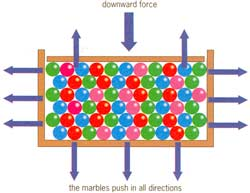 downward force
the marbles push in all directions